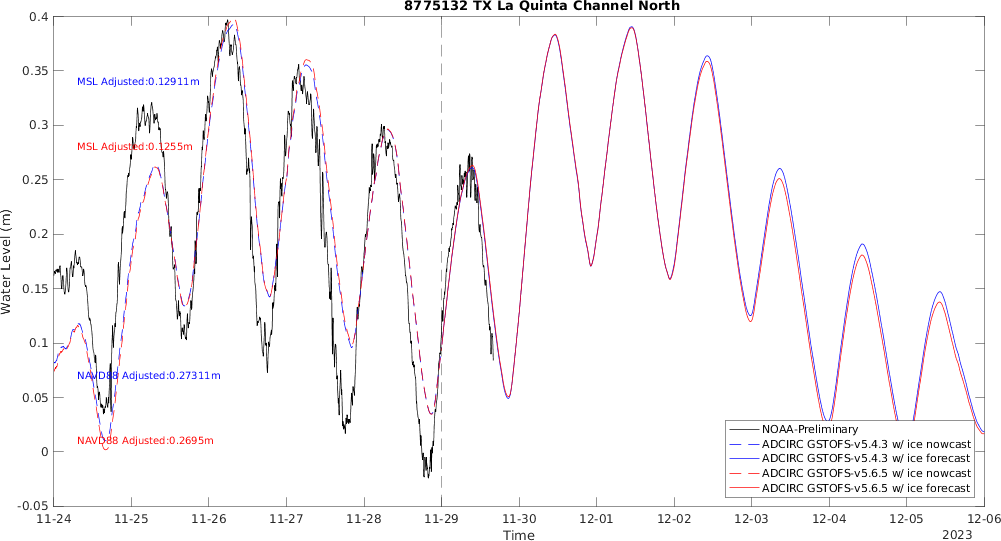 8775132 TX La Quinta Channel North
0.4
0.35
0.3
0.25
0.2
0.15
0.1
0.05
0
-0.05
Water Level (m)
MSL Adjusted:0.12911m
MSL Adjusted:0.1255m
NAVD88 Adjusted:0.27311m
NAVD88 Adjusted:0.2695m
NOAA-Preliminary
ADCIRC GSTOFS-v5.4.3 w/ ice nowcast
ADCIRC GSTOFS-v5.4.3 w/ ice forecast
ADCIRC GSTOFS-v5.6.5 w/ ice nowcast
ADCIRC GSTOFS-v5.6.5 w/ ice forecast
11-24 11-25 11-26 11-27 11-28 11-29 11-30 12-01 12-02 12-03 12-04 12-05 12-06
Time
2023